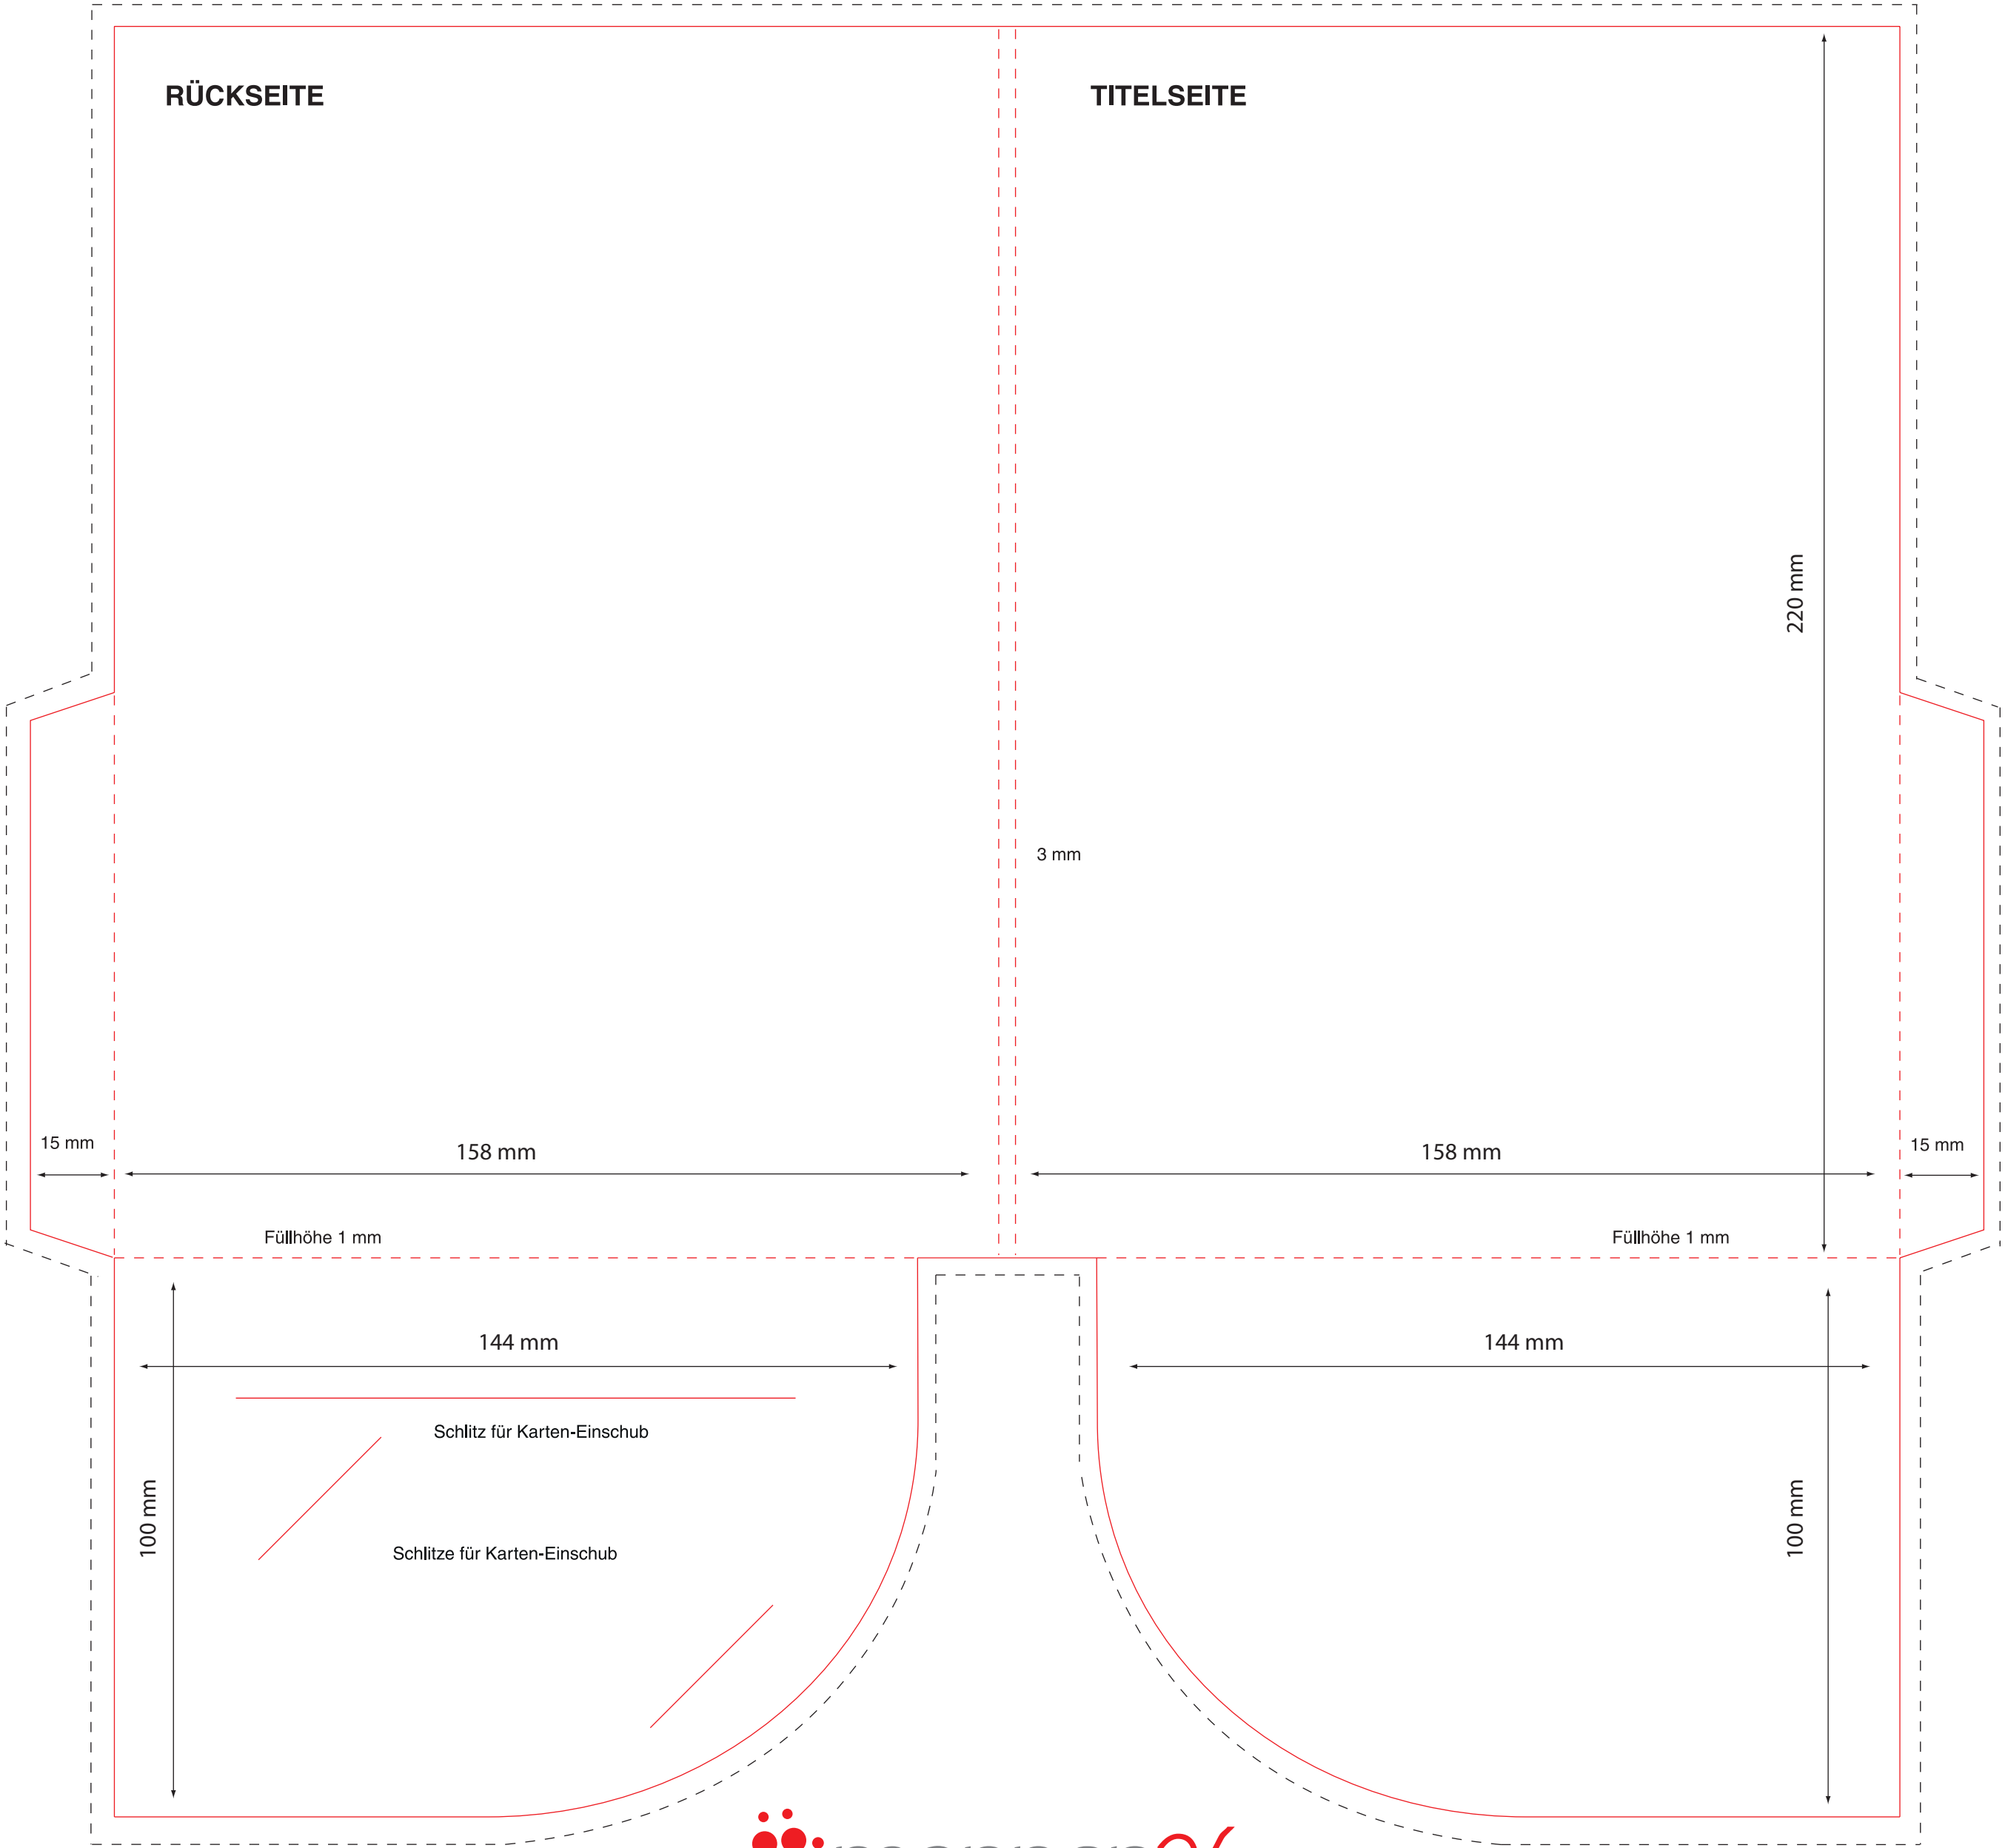 RÜCKSEITE
TITELSEITE
220 mm
3 mm
15 mm
158 mm
158 mm
15 mm
Füllhöhe 1 mm
Füllhöhe 1 mm
144 mm
144 mm
Schlitz für Karten-Einschub
100 mm
100 mm
Schlitze für Karten-Einschub